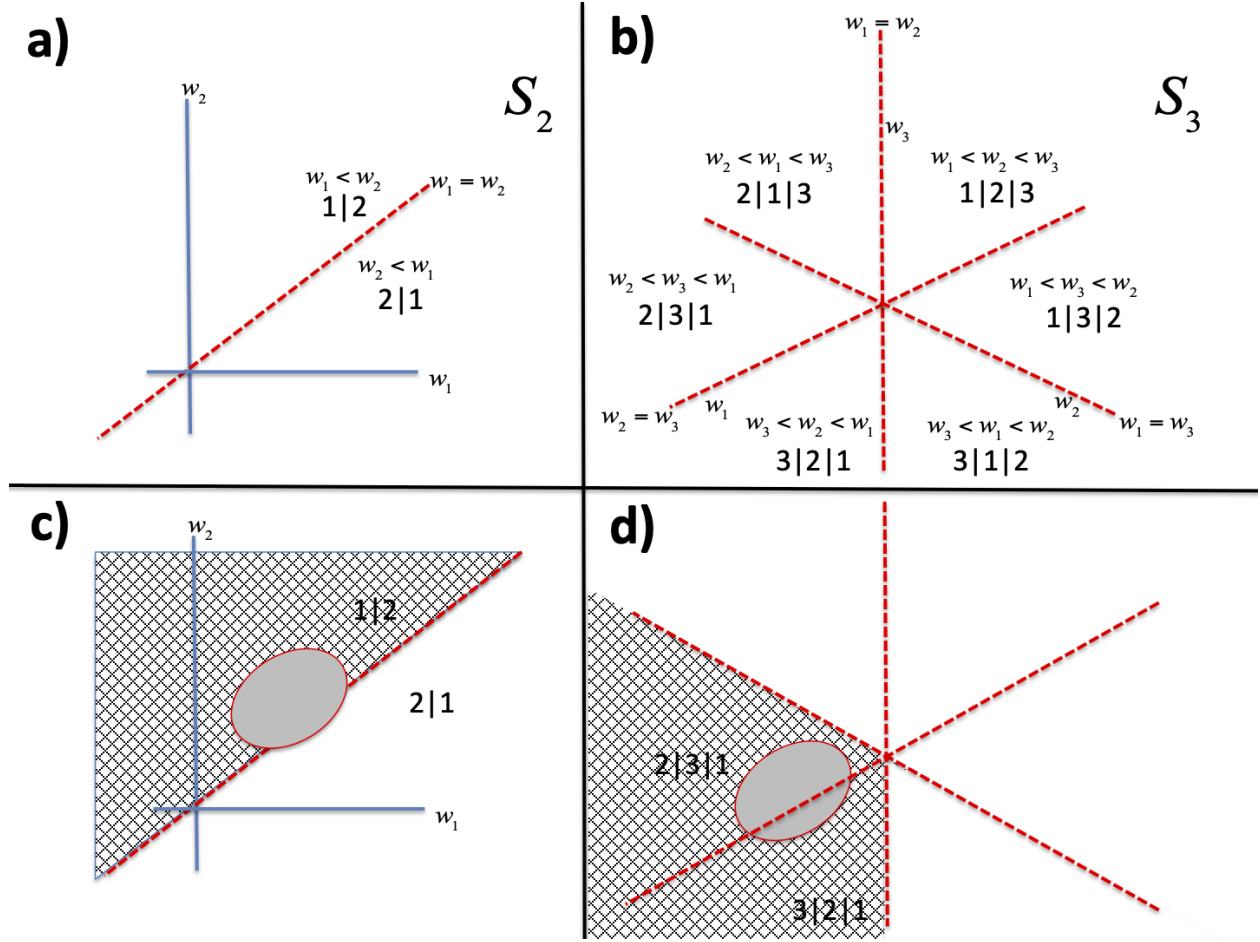 a)
w₂
S₂
w₁ < w₂
1|2
w₁ = w₂
w₂ < w₁
2|1
w₁
b)
w₁ = w₂
S₃
w₃
w₂ < w₁ < w₃
2|1|3
w₁ < w₂ < w₃
1|2|3
w₂ < w₃ < w₁
2|3|1
w₁ < w₃ < w₂
1|3|2
w₂ = w₃
w₁
w₃ < w₂ < w₁
3|2|1
w₃ < w₁ < w₂
3|1|2
w₂
w₁ = w₃
c)
w₂
1|2
2|1
w₁
d)
2|3|1
3|2|1